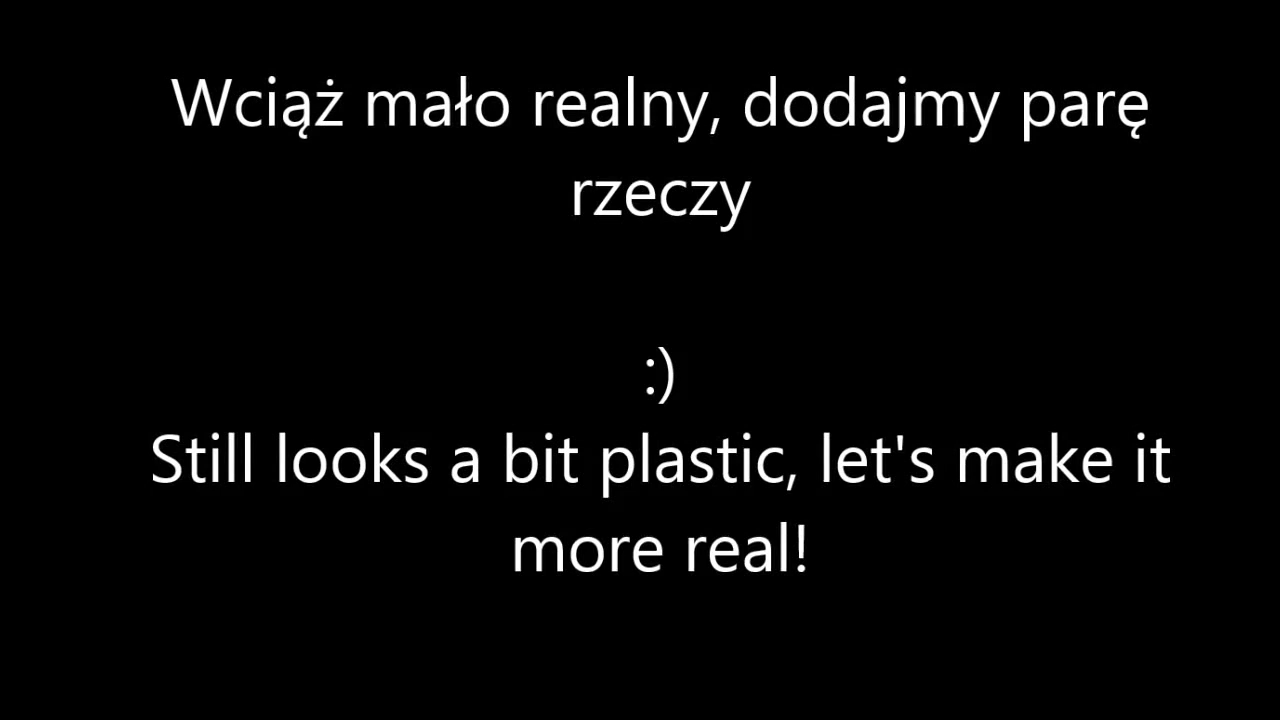 Wciąż mało realny, dodajmy parę
rzeczy
:)
Still looks a bit plastic, let's make it
more real!